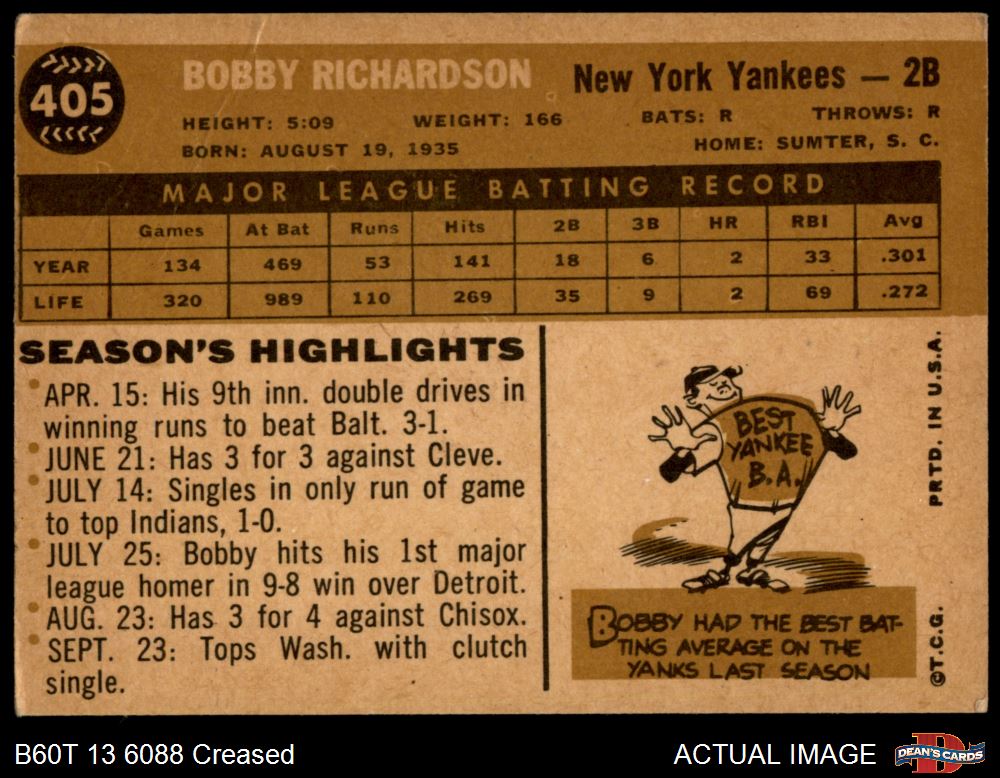 405
BOBBY RICHARDSON
New York Yankees — 2B
HEIGHT: 5:09 WEIGHT: 166 BATS: R THROWS: R
BORN: AUGUST 19, 1935 HOME: SUMTER, S. C.
MAJOR LEAGUE BATTING RECORD
Games At Bat Runs Hits 2B 3B HR RBI Avg
YEAR 134 469 53 141 18 6 2 33 .301
LIFE 320 989 110 269 35 9 2 69 .272
SEASON'S HIGHLIGHTS
APR. 15: His 9th inn. double drives in
winning runs to beat Balt. 3-1.
JUNE 21: Has 3 for 3 against Cleve.
JULY 14: Singles in only run of game
to top Indians, 1-0.
JULY 25: Bobby hits his 1st major
league homer in 9-8 win over Detroit.
AUG. 23: Has 3 for 4 against Chisox.
SEPT. 23: Tops Wash. with clutch
single.
BEST
YANKEE
B.A.
BOBBY HAD THE BEST BAT-
TING AVERAGE ON THE
YANKS LAST SEASON
©T.C.G. PRTD. IN U.S.A.
B60T 13 6088 Creased
ACTUAL IMAGE
DEAN'S CARDS